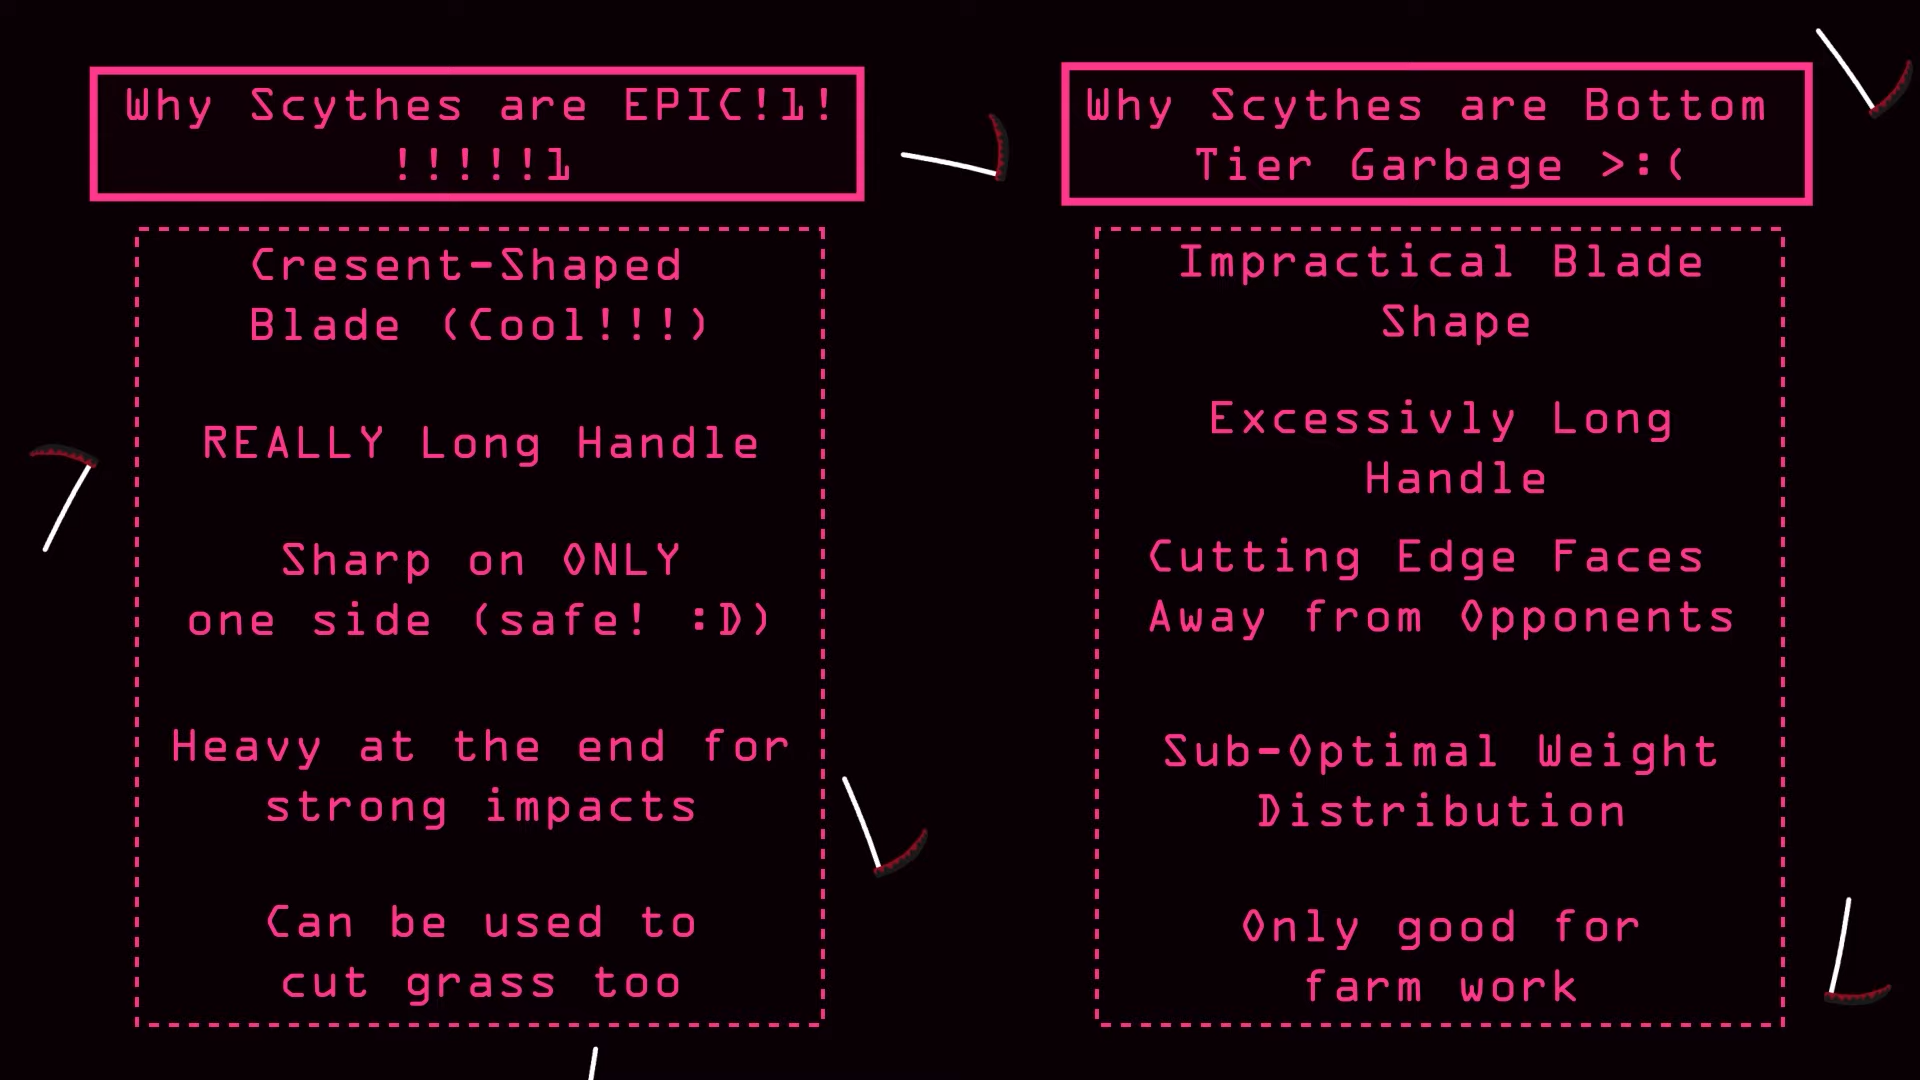 Why Scythes are EPIC!1!
!!!!!1
Cresent-Shaped
Blade (Cool!!!)
REALLY Long Handle
Sharp on ONLY
one side (safe! :D)
Heavy at the end for
strong impacts
Can be used to
cut grass too
Why Scythes are Bottom
Tier Garbage >:(
Impractical Blade
Shape
Excessivly Long
Handle
Cutting Edge Faces
Away from Opponents
Sub-Optimal Weight
Distribution
Only good for
farm work